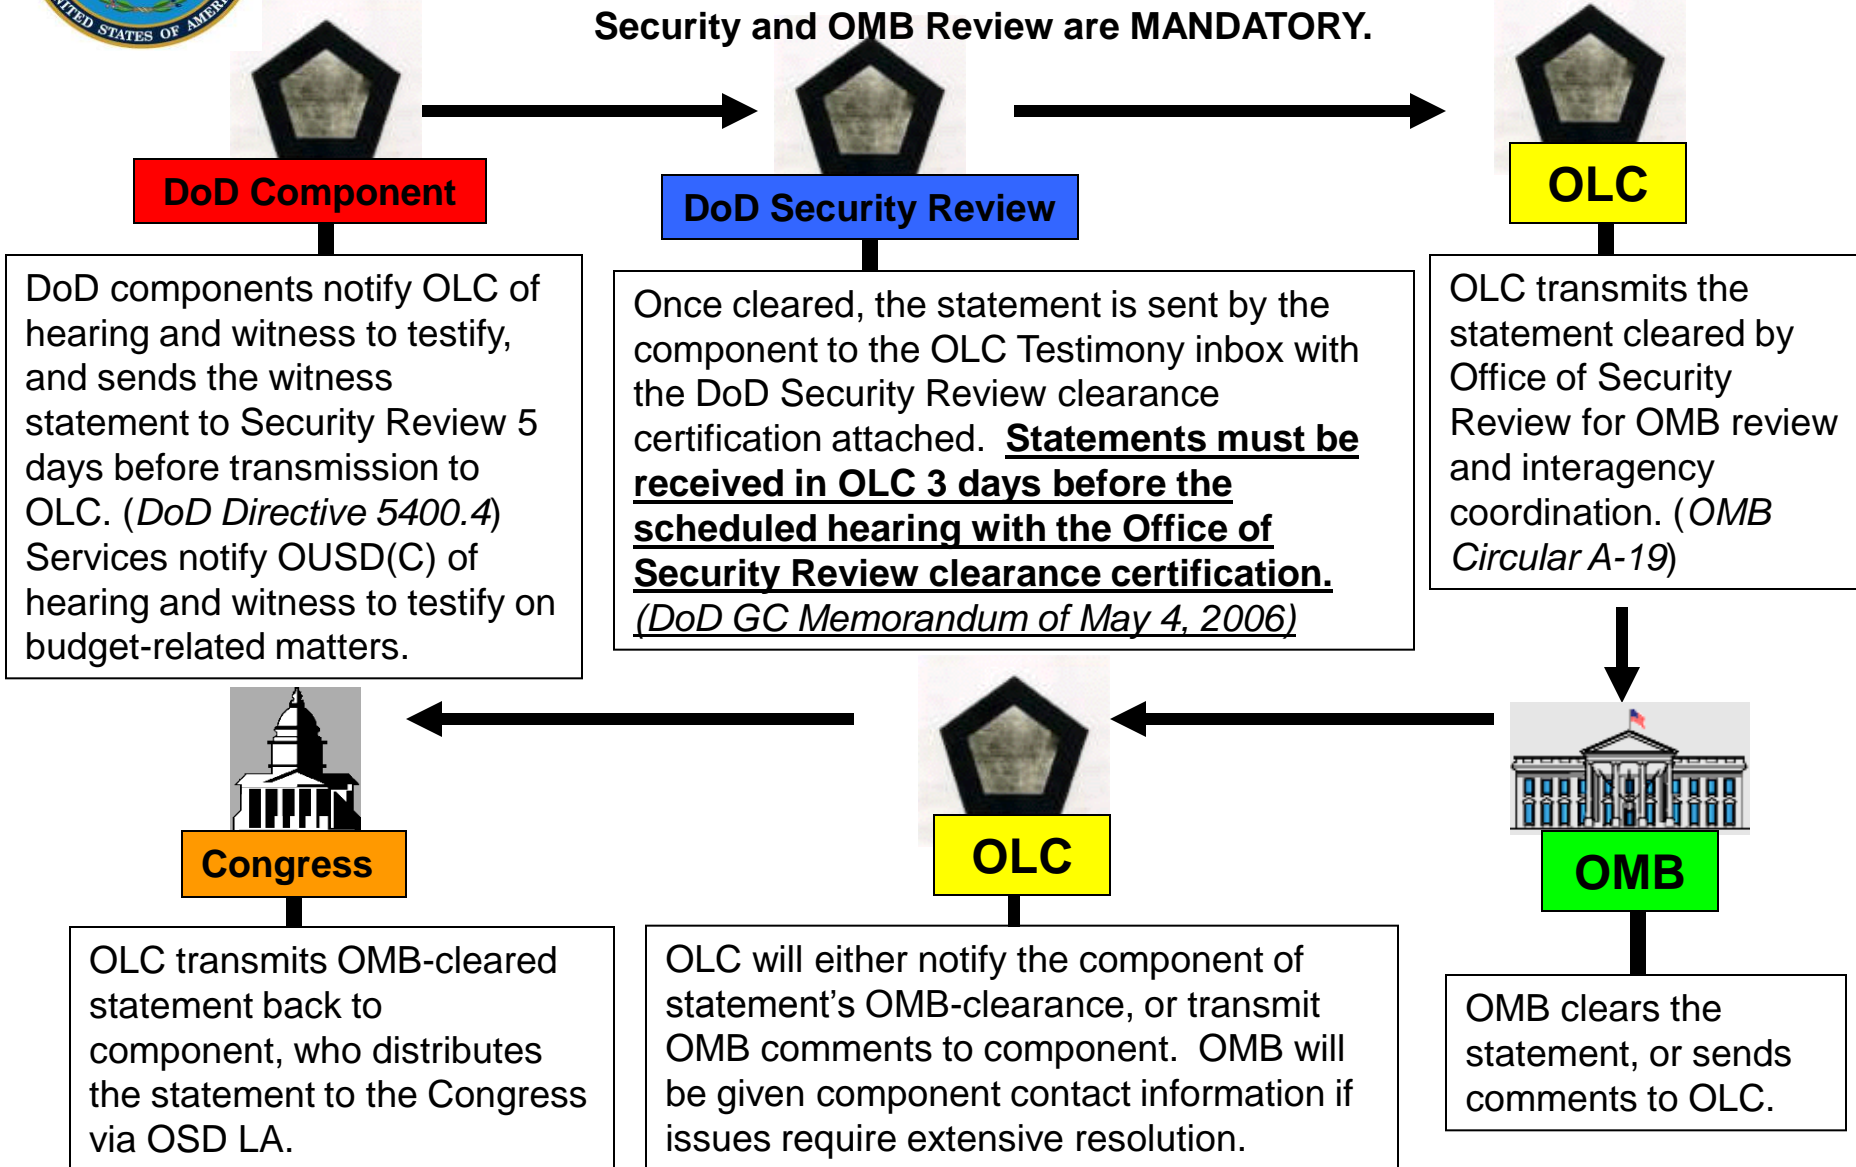 UNITED STATES OF AMERICA
Security and OMB Review are MANDATORY.
DoD Component
DoD Security Review
OLC
DoD components notify OLC of
hearing and witness to testify,
and sends the witness
statement to Security Review 5
days before transmission to
OLC. (DoD Directive 5400.4)
Services notify OUSD(C) of
hearing and witness to testify on
budget-related matters.
Once cleared, the statement is sent by the
component to the OLC Testimony inbox with
the DoD Security Review clearance
certification attached.  Statements must be
received in OLC 3 days before the
scheduled hearing with the Office of
Security Review clearance certification.
(DoD GC Memorandum of May 4, 2006)
OLC transmits the
statement cleared by
Office of Security
Review for OMB review
and interagency
coordination. (OMB
Circular A-19)
Congress
OLC
OMB
OLC transmits OMB-cleared
statement back to
component, who distributes
the statement to the Congress
via OSD LA.
OLC will either notify the component of
statement's OMB-clearance, or transmit
OMB comments to component.  OMB will
be given component contact information if
issues require extensive resolution.
OMB clears the
statement, or sends
comments to OLC.